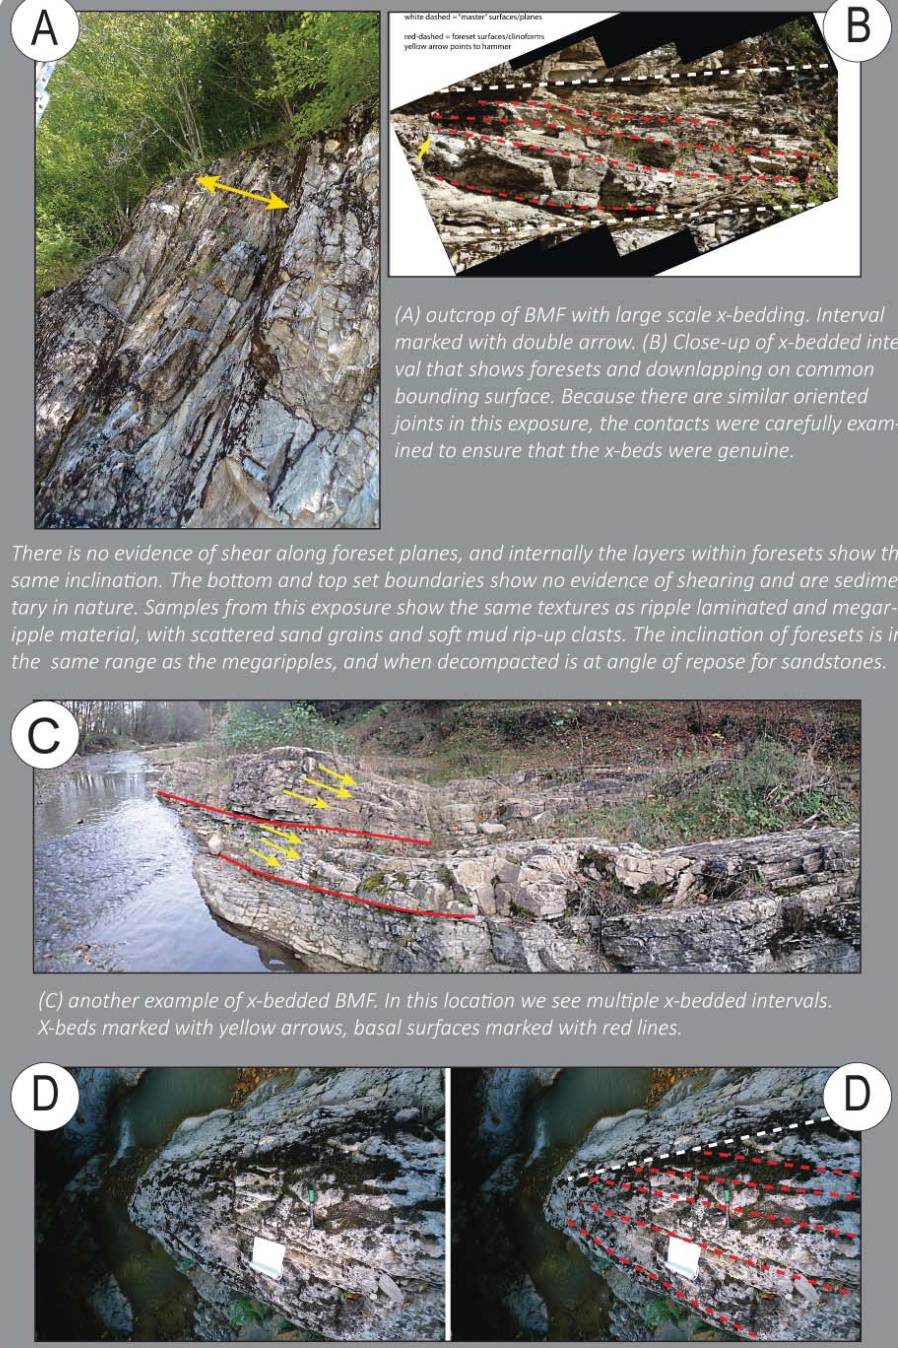 A
B
white dashed = "master" surfaces/planes
red-dashed = foreset surfaces/clinoforms
yellow arrow points to hammer
(A) outcrop of BMF with large scale x-bedding. Interval
marked with double arrow. (B) Close-up of x-bedded inte
val that shows foresets and downlapping on common
bounding surface. Because there are similar oriented
joints in this exposure, the contacts were carefully exam-
ined to ensure that the x-beds were genuine.
There is no evidence of shear along foreset planes, and internally the layers within foresets show th
same inclination. The bottom and top set boundaries show no evidence of shearing and are sedime
tary in nature. Samples from this exposure show the same textures as ripple laminated and megar-
ipple material, with scattered sand grains and soft mud rip-up clasts. The inclination of foresets is in
the same range as the megaripples, and when decompacted is at angle of repose for sandstones.
C
(C) another example of x-bedded BMF. In this location we see multiple x-bedded intervals.
X-beds marked with yellow arrows, basal surfaces marked with red lines.
D
D